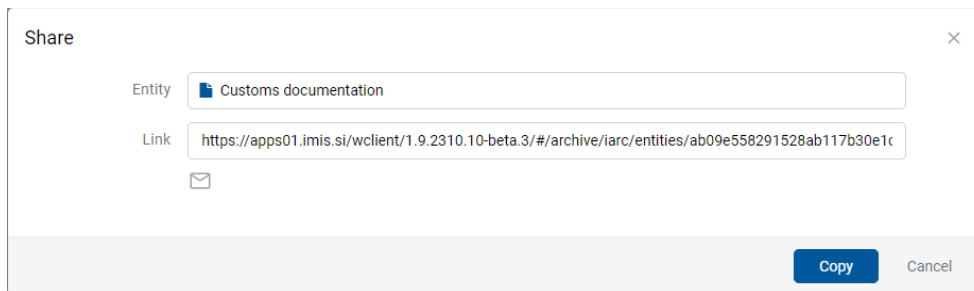 Share
Entity Customs documentation
Link https://apps01.imis.si/wclient/1.9.2310.10-beta.3/#/archive/iarc/entities/ab09e558291528ab117b30e1c
Copy Cancel